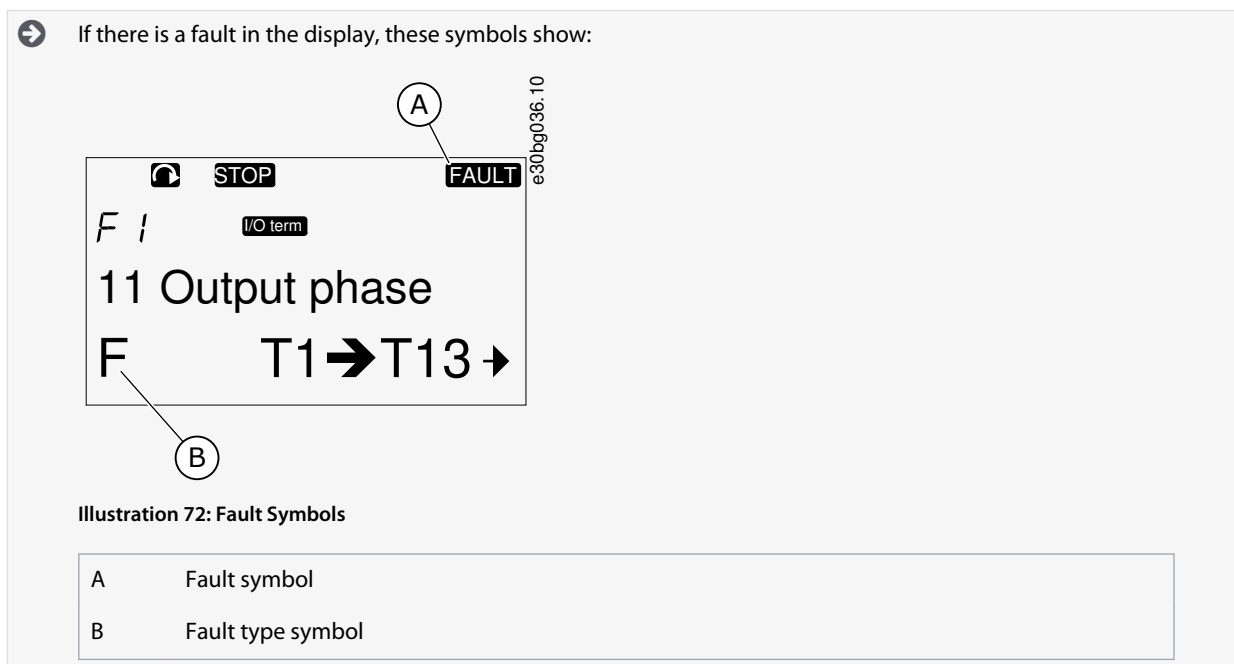 If there is a fault in the display, these symbols show:
A
e30bg036.10
STOP FAULT
F 1 I/O term
11 Output phase
F T1➔T13➔
B
Illustration 72: Fault Symbols
A Fault symbol
B Fault type symbol